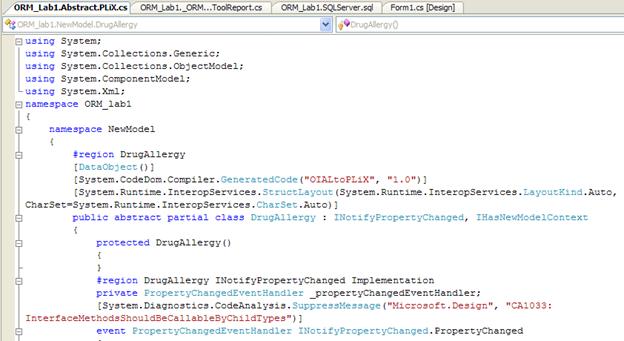 ORM_Lab1.Abstract.PLiX.cs ORM_Lab1._ORM...ToolReport.cs ORM_Lab1.SQLServer.sql Form1.cs [Design]
ORM_lab1.NewModel.DrugAllergy DrugAllergy()
using System;
using System.Collections.Generic;
using System.Collections.ObjectModel;
using System.ComponentModel;
using System.Xml;
namespace ORM_lab1
{
namespace NewModel
{
#region DrugAllergy
[DataObject()]
[System.CodeDom.Compiler.GeneratedCode("OIALtoPLiX", "1.0")]
[System.Runtime.InteropServices.StructLayout(System.Runtime.InteropServices.LayoutKind.Auto,
CharSet=System.Runtime.InteropServices.CharSet.Auto)]
public abstract partial class DrugAllergy : INotifyPropertyChanged, IHasNewModelContext
{
protected DrugAllergy()
{
}
#region DrugAllergy INotifyPropertyChanged Implementation
private PropertyChangedEventHandler _propertyChangedEventHandler;
[System.Diagnostics.CodeAnalysis.SuppressMessage("Microsoft.Design", "CA1033:
InterfaceMethodsShouldBeCallableByChildTypes")]
event PropertyChangedEventHandler INotifyPropertyChanged.PropertyChanged